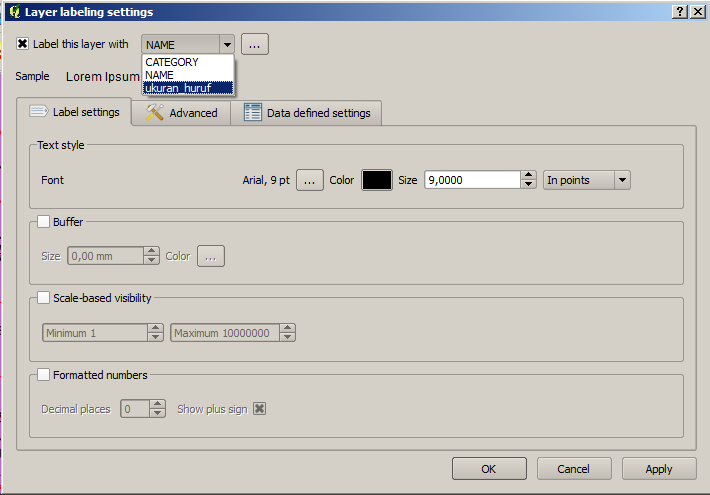 Layer labeling settings
Label this layer with NAME ...
CATEGORY
NAME
ukuran_huruf
Sample Lorem Ipsum
Label settings Advanced Data defined settings
Text style
Font Arial, 9 pt ... Color Size 9,0000 In points
Buffer
Size 0,00 mm Color ...
Scale-based visibility
Minimum 1 Maximum 10000000
Formatted numbers
Decimal places 0 Show plus sign
OK Cancel Apply